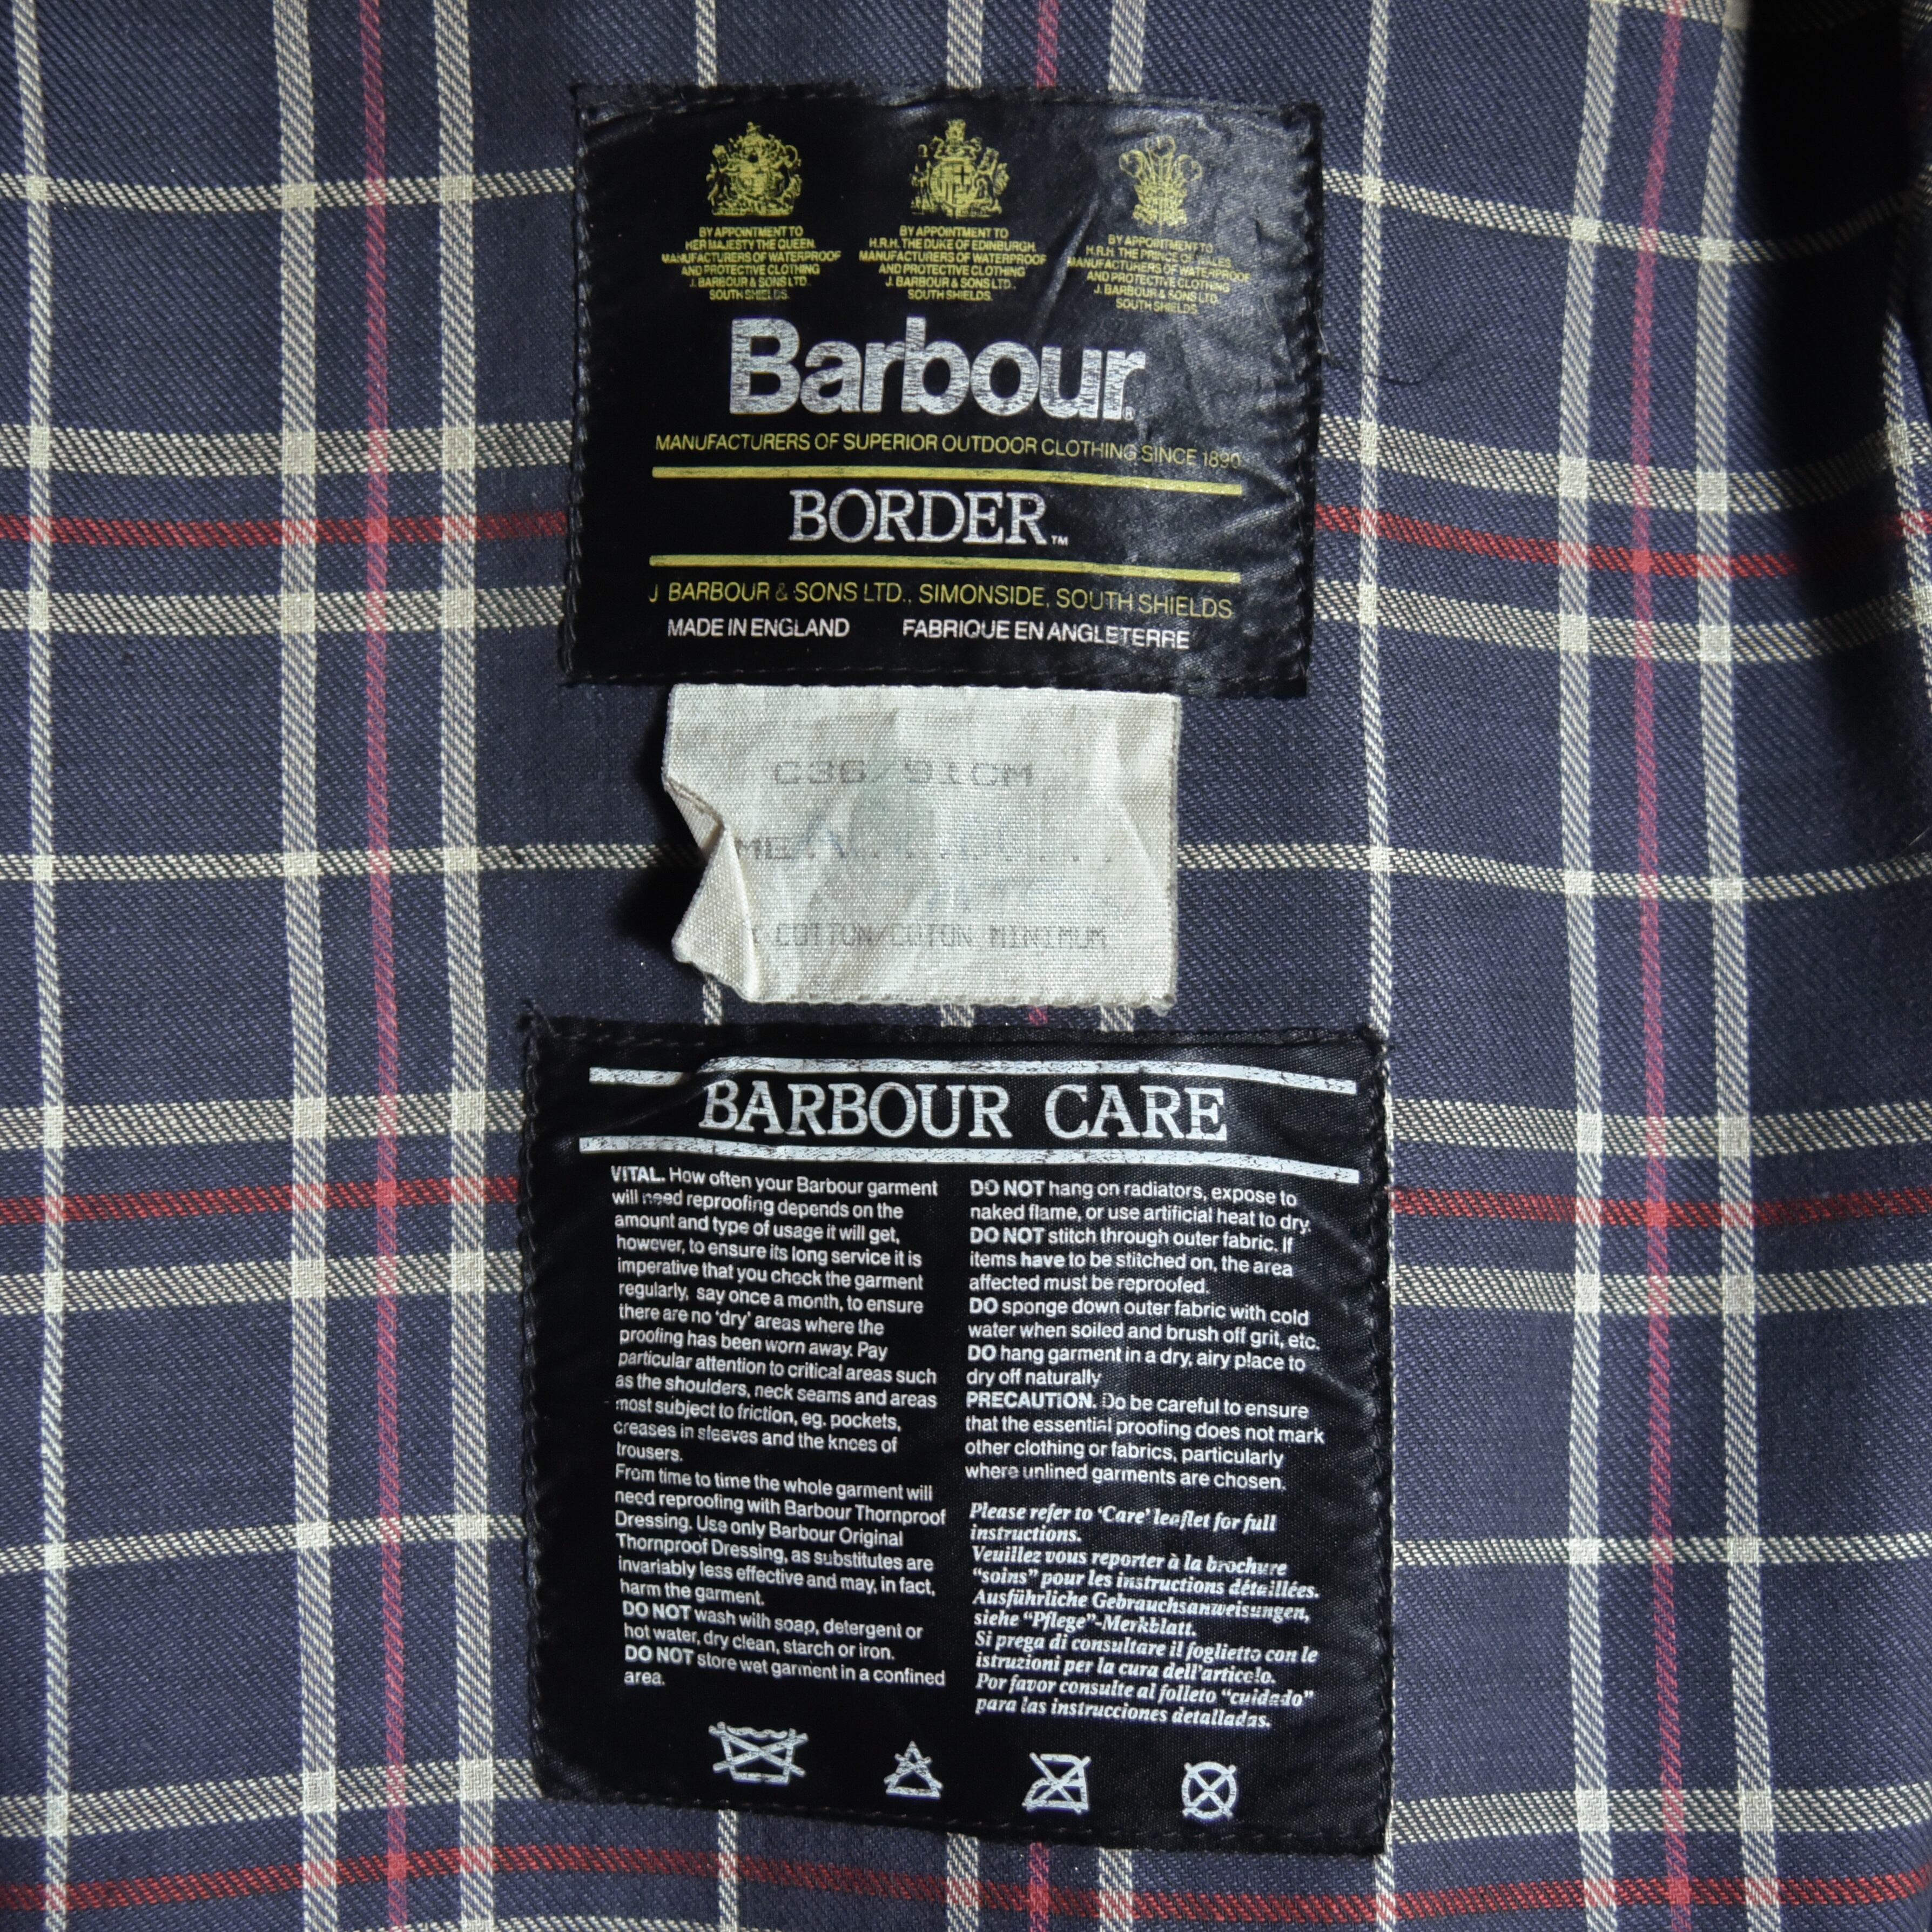 BY APPOINTMENT TO
HER MAJESTY THE QUEEN.
MANUFACTURERS OF WATERPROOF
AND PROTECTIVE CLOTHING
J. BARBOUR & SONS LTD.
SOUTH SHIELDS.
BY APPOINTMENT TO
H.R.H. THE DUKE OF EDINBURGH.
MANUFACTURERS OF WATERPROOF
AND PROTECTIVE CLOTHING
J. BARBOUR & SONS LTD.
SOUTH SHIELDS.
BY APPOINTMENT TO
H.R.H. THE PRINCE OF WALES
MANUFACTURERS OF WATERPROOF
AND PROTECTIVE CLOTHING
J. BARBOUR & SONS LTD.
SOUTH SHIELDS
Barbour®
MANUFACTURERS OF SUPERIOR OUTDOOR CLOTHING SINCE 1890
BORDER™
J BARBOUR & SONS LTD., SIMONSIDE, SOUTH SHIELDS
MADE IN ENGLAND FABRIQUE EN ANGLETERRE
C36/91CM
COTTON/COTON MINIMUM
BARBOUR CARE
VITAL. How often your Barbour garment
will need reproofing depends on the
amount and type of usage it will get,
however, to ensure its long service it is
imperative that you check the garment
regularly, say once a month, to ensure
there are no 'dry' areas where the
proofing has been worn away. Pay
particular attention to critical areas such
as the shoulders, neck seams and areas
most subject to friction, eg. pockets,
creases in sleeves and the knees of
trousers.
From time to time the whole garment will
need reproofing with Barbour Thornproof
Dressing. Use only Barbour Original
Thornproof Dressing, as substitutes are
invariably less effective and may, in fact,
harm the garment.
DO NOT wash with soap, detergent or
hot water, dry clean, starch or iron.
DO NOT store wet garment in a confined
area.
DO NOT hang on radiators, expose to
naked flame, or use artificial heat to dry.
DO NOT stitch through outer fabric. If
items have to be stitched on, the area
affected must be reproofed.
DO sponge down outer fabric with cold
water when soiled and brush off grit, etc.
DO hang garment in a dry, airy place to
dry off naturally
PRECAUTION. Do be careful to ensure
that the essential proofing does not mark
other clothing or fabrics, particularly
where unlined garments are chosen.
Please refer to 'Care' leaflet for full
instructions.
Veuillez vous reporter à la brochure
"soins" pour les instructions détaillées.
Ausführliche Gebrauchsanweisungen,
siehe "Pflege"-Merkblatt.
Si prega di consultare il foglietto con le
istruzioni per la cura dell'articolo.
Por favor consulte al folleto "cuidado"
para las instrucciones detalladas.